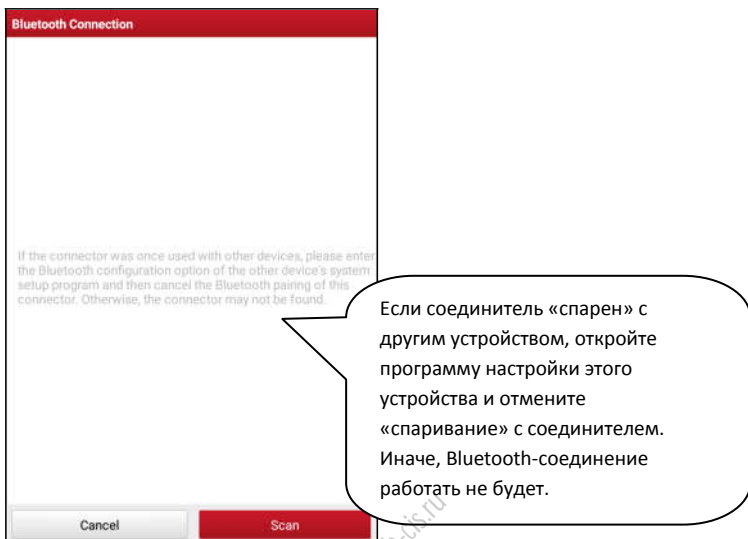 Bluetooth Connection
If the connector was once used with other devices, please enter
the Bluetooth configuration option of the other device's system
setup program and then cancel the Bluetooth pairing of this
connector. Otherwise, the connector may not be found.
Если соединитель «спарен» с
другим устройством, откройте
программу настройки этого
устройства и отмените
«спаривание» с соединителем.
Иначе, Bluetooth-соединение
работать не будет.
Cancel
Scan
-cis.ru